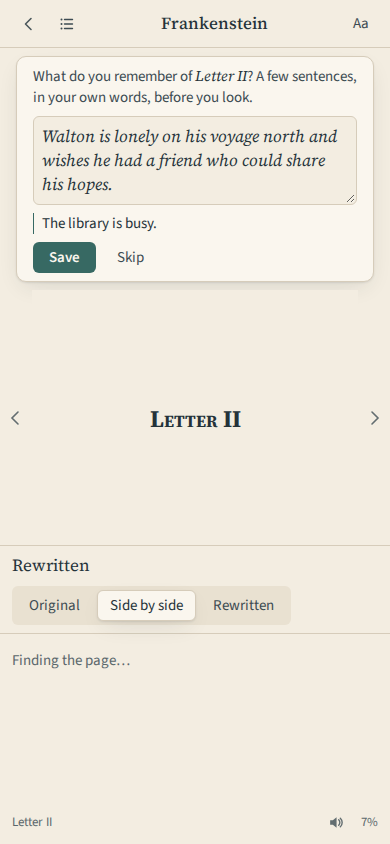 Frankenstein
Aa
What do you remember of Letter II? A few sentences,
in your own words, before you look.
Walton is lonely on his voyage north and
wishes he had a friend who could share
his hopes.
The library is busy.
Save
Skip
Letter II
Rewritten
Original
Side by side
Rewritten
Finding the page…
Letter II
7%